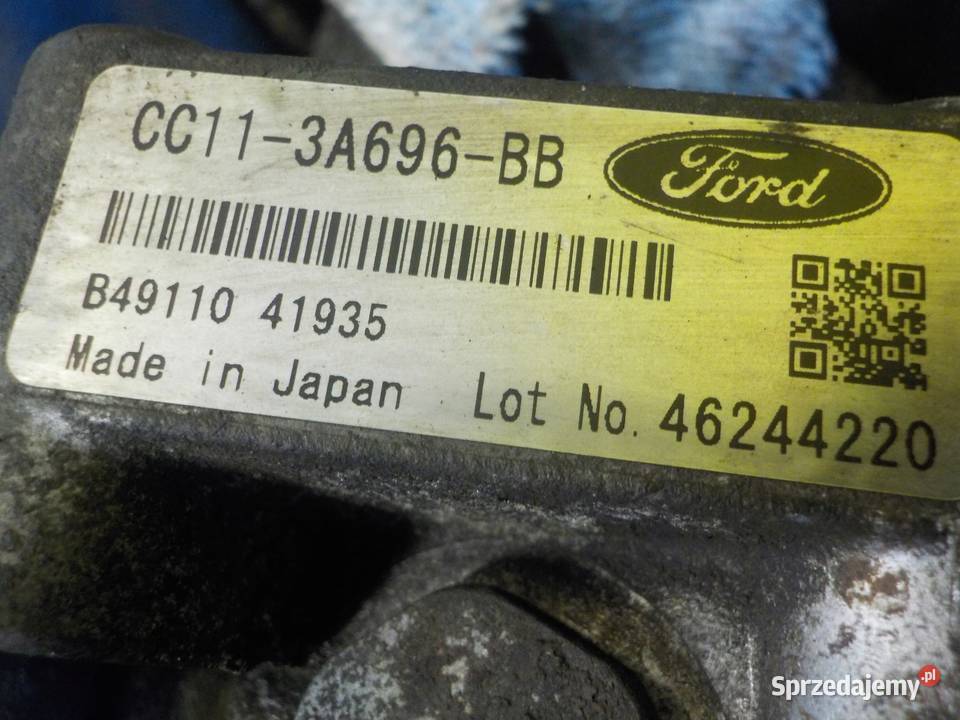 CC11-3A696-BB
Ford
B49110 41935
Made in Japan Lot No. 46244220
Sprzedajemy.pl